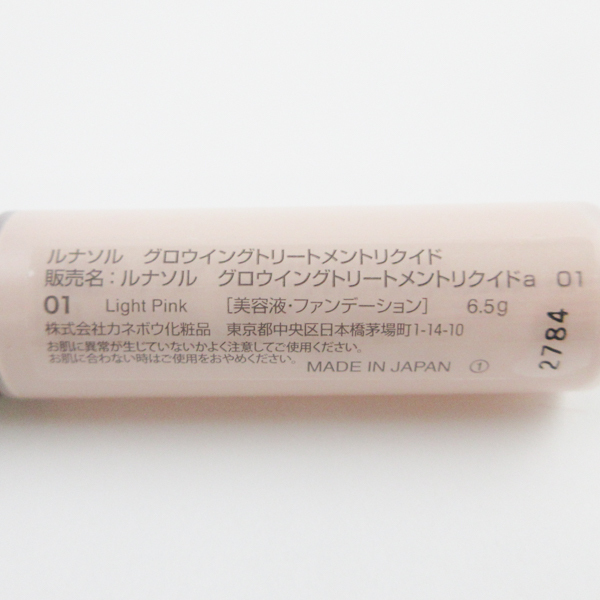 ルナソル　グロウイングトリートメントリクイド
販売名：ルナソル　グロウイングトリートメントリクイドa　01
01　Light Pink　［美容液・ファンデーション］　6.5g
株式会社カネボウ化粧品　東京都中央区日本橋茅場町1-14-10
お肌に異常が生じていないかよく注意してご使用ください。
お肌に合わない時はご使用をおやめください。
MADE IN JAPAN　①
2784